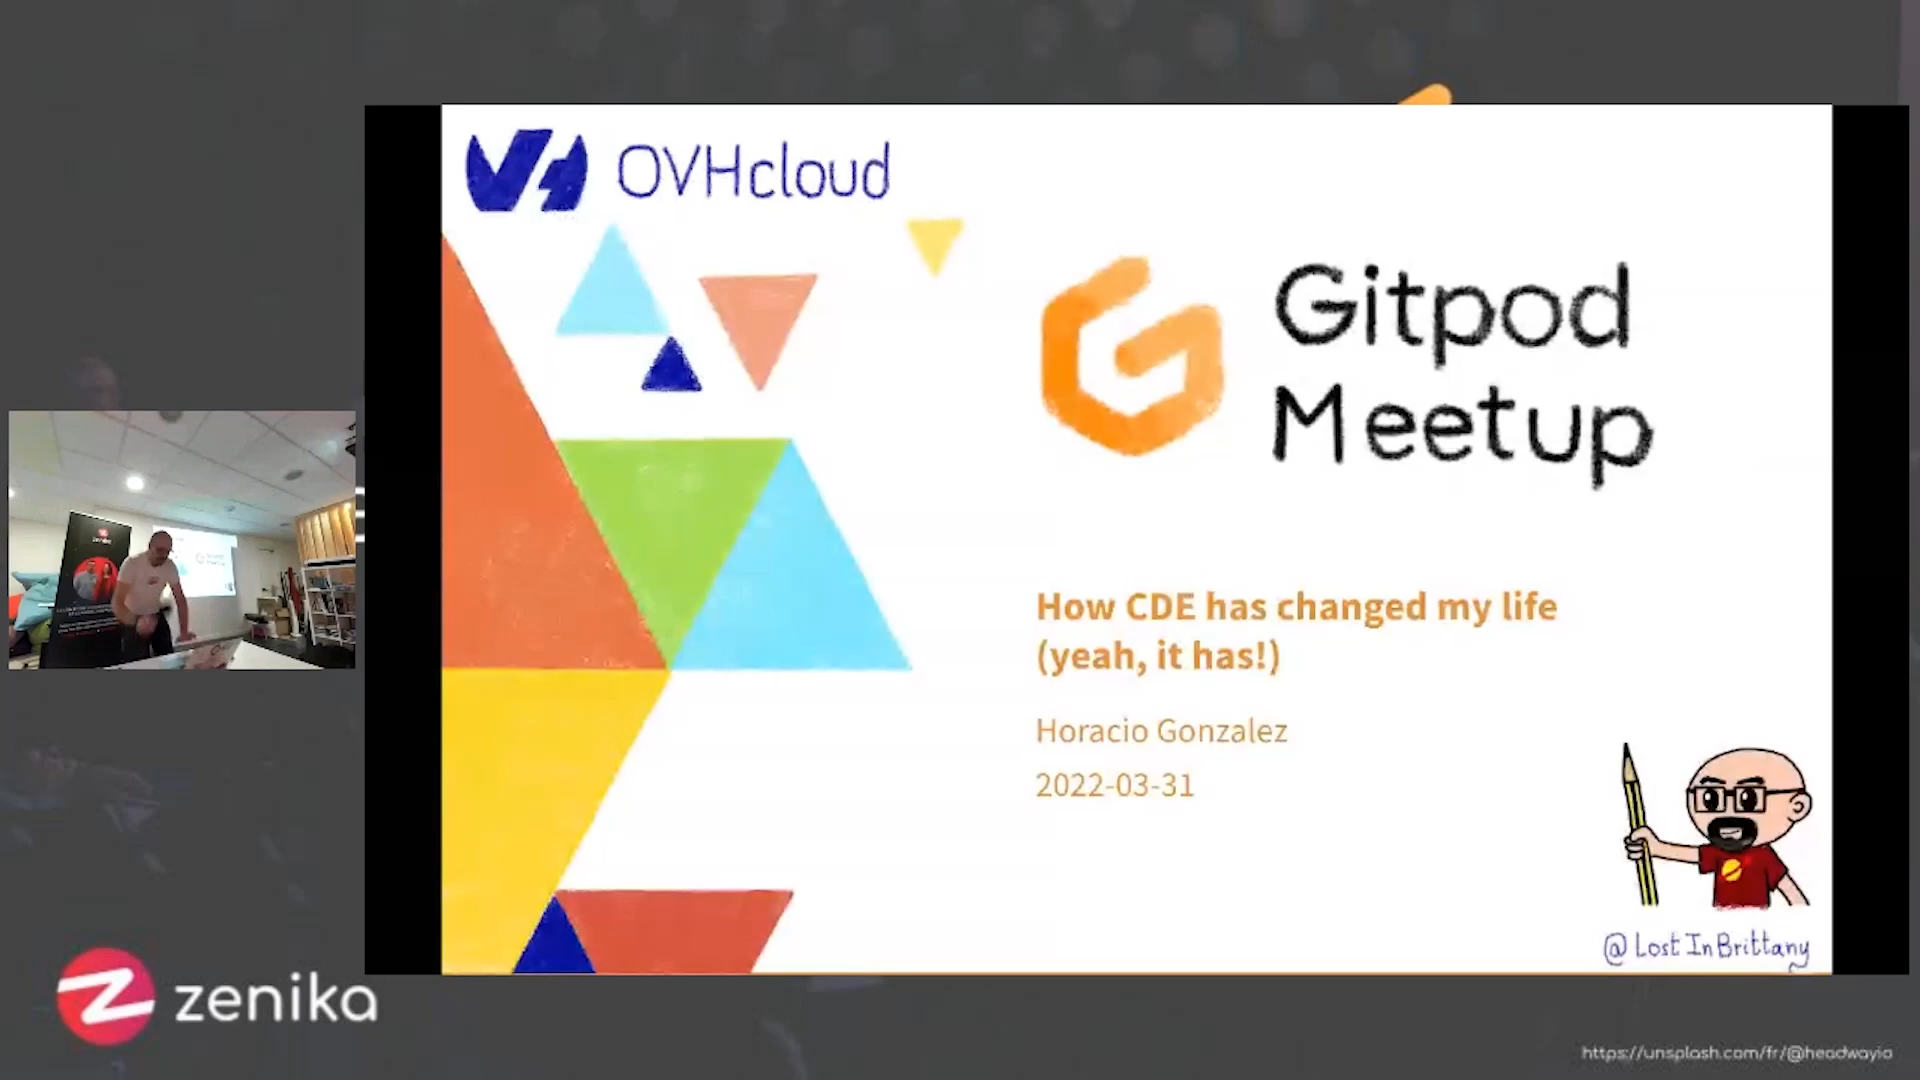 OVHcloud
Gitpod
Meetup
How CDE has changed my life
(yeah, it has!)
Horacio Gonzalez
2022-03-31
@LostInBrittany
zenika
https://unsplash.com/fr/@headwayio